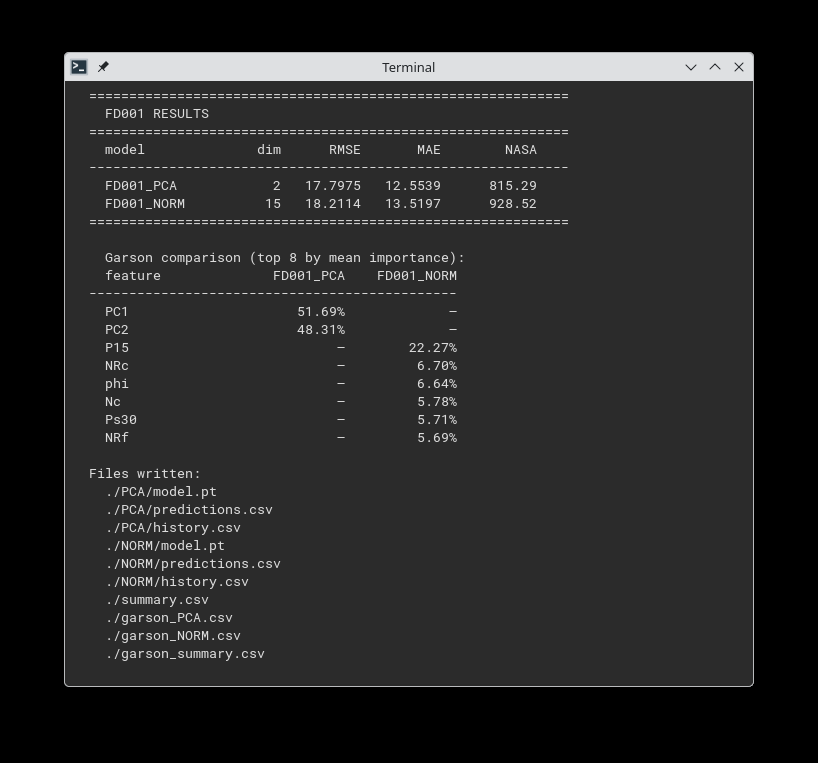 Terminal
============================================================
FD001 RESULTS
============================================================
model dim RMSE MAE NASA
------------------------------------------------------------
FD001_PCA 2 17.7975 12.5539 815.29
FD001_NORM 15 18.2114 13.5197 928.52
============================================================
Garson comparison (top 8 by mean importance):
feature FD001_PCA FD001_NORM
----------------------------------------------
PC1 51.69% —
PC2 48.31% —
P15 — 22.27%
NRc — 6.70%
phi — 6.64%
Nc — 5.78%
Ps30 — 5.71%
NRf — 5.69%
Files written:
./PCA/model.pt
./PCA/predictions.csv
./PCA/history.csv
./NORM/model.pt
./NORM/predictions.csv
./NORM/history.csv
./summary.csv
./garson_PCA.csv
./garson_NORM.csv
./garson_summary.csv